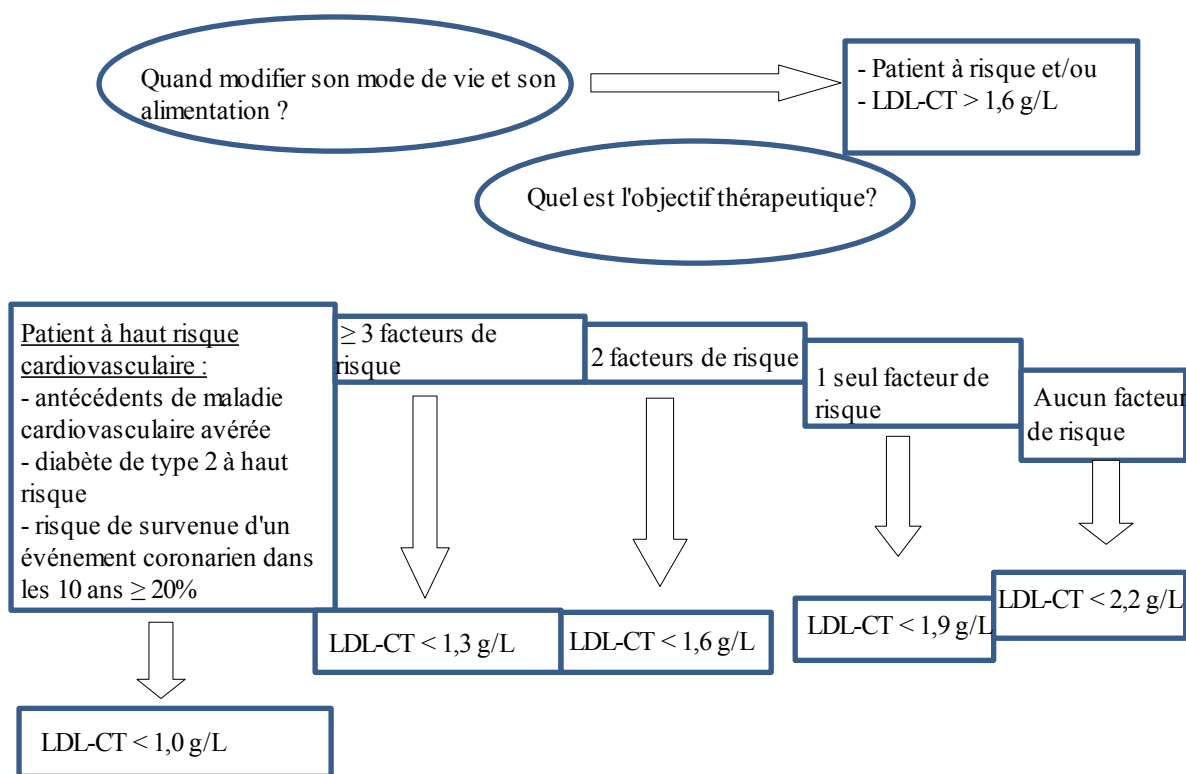 Quand modifier son mode de vie et son
alimentation ?
- Patient à risque et/ou
- LDL-CT > 1,6 g/L
Quel est l'objectif thérapeutique?
Patient à haut risque
cardiovasculaire :
- antécédents de maladie
cardiovasculaire avérée
- diabète de type 2 à haut
risque
- risque de survenue d'un
événement coronarien dans
les 10 ans ≥ 20%
≥ 3 facteurs de
risque
2 facteurs de risque
1 seul facteur de
risque
Aucun facteur
de risque
LDL-CT < 1,0 g/L
LDL-CT < 1,3 g/L
LDL-CT < 1,6 g/L
LDL-CT < 1,9 g/L
LDL-CT < 2,2 g/L